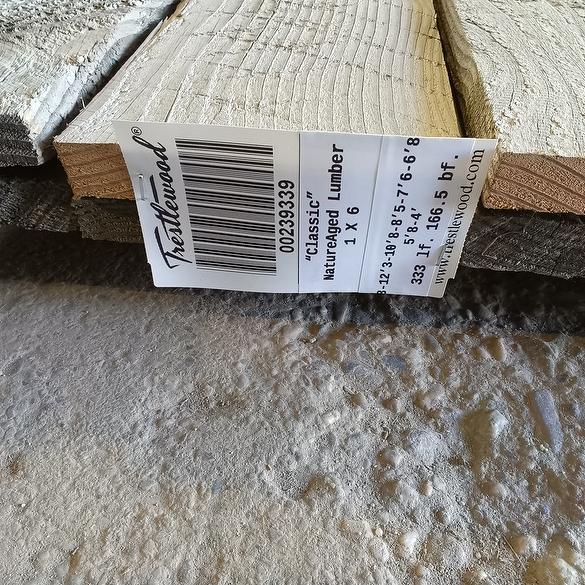 Trestlewood®
00239339
"Classic"
NatureAged Lumber
1 X 6
8-12'3-10'8-8'5-7'6-6'8
5'8-4'
333 lf. 166.5 bf.
www.Trestlewood.com